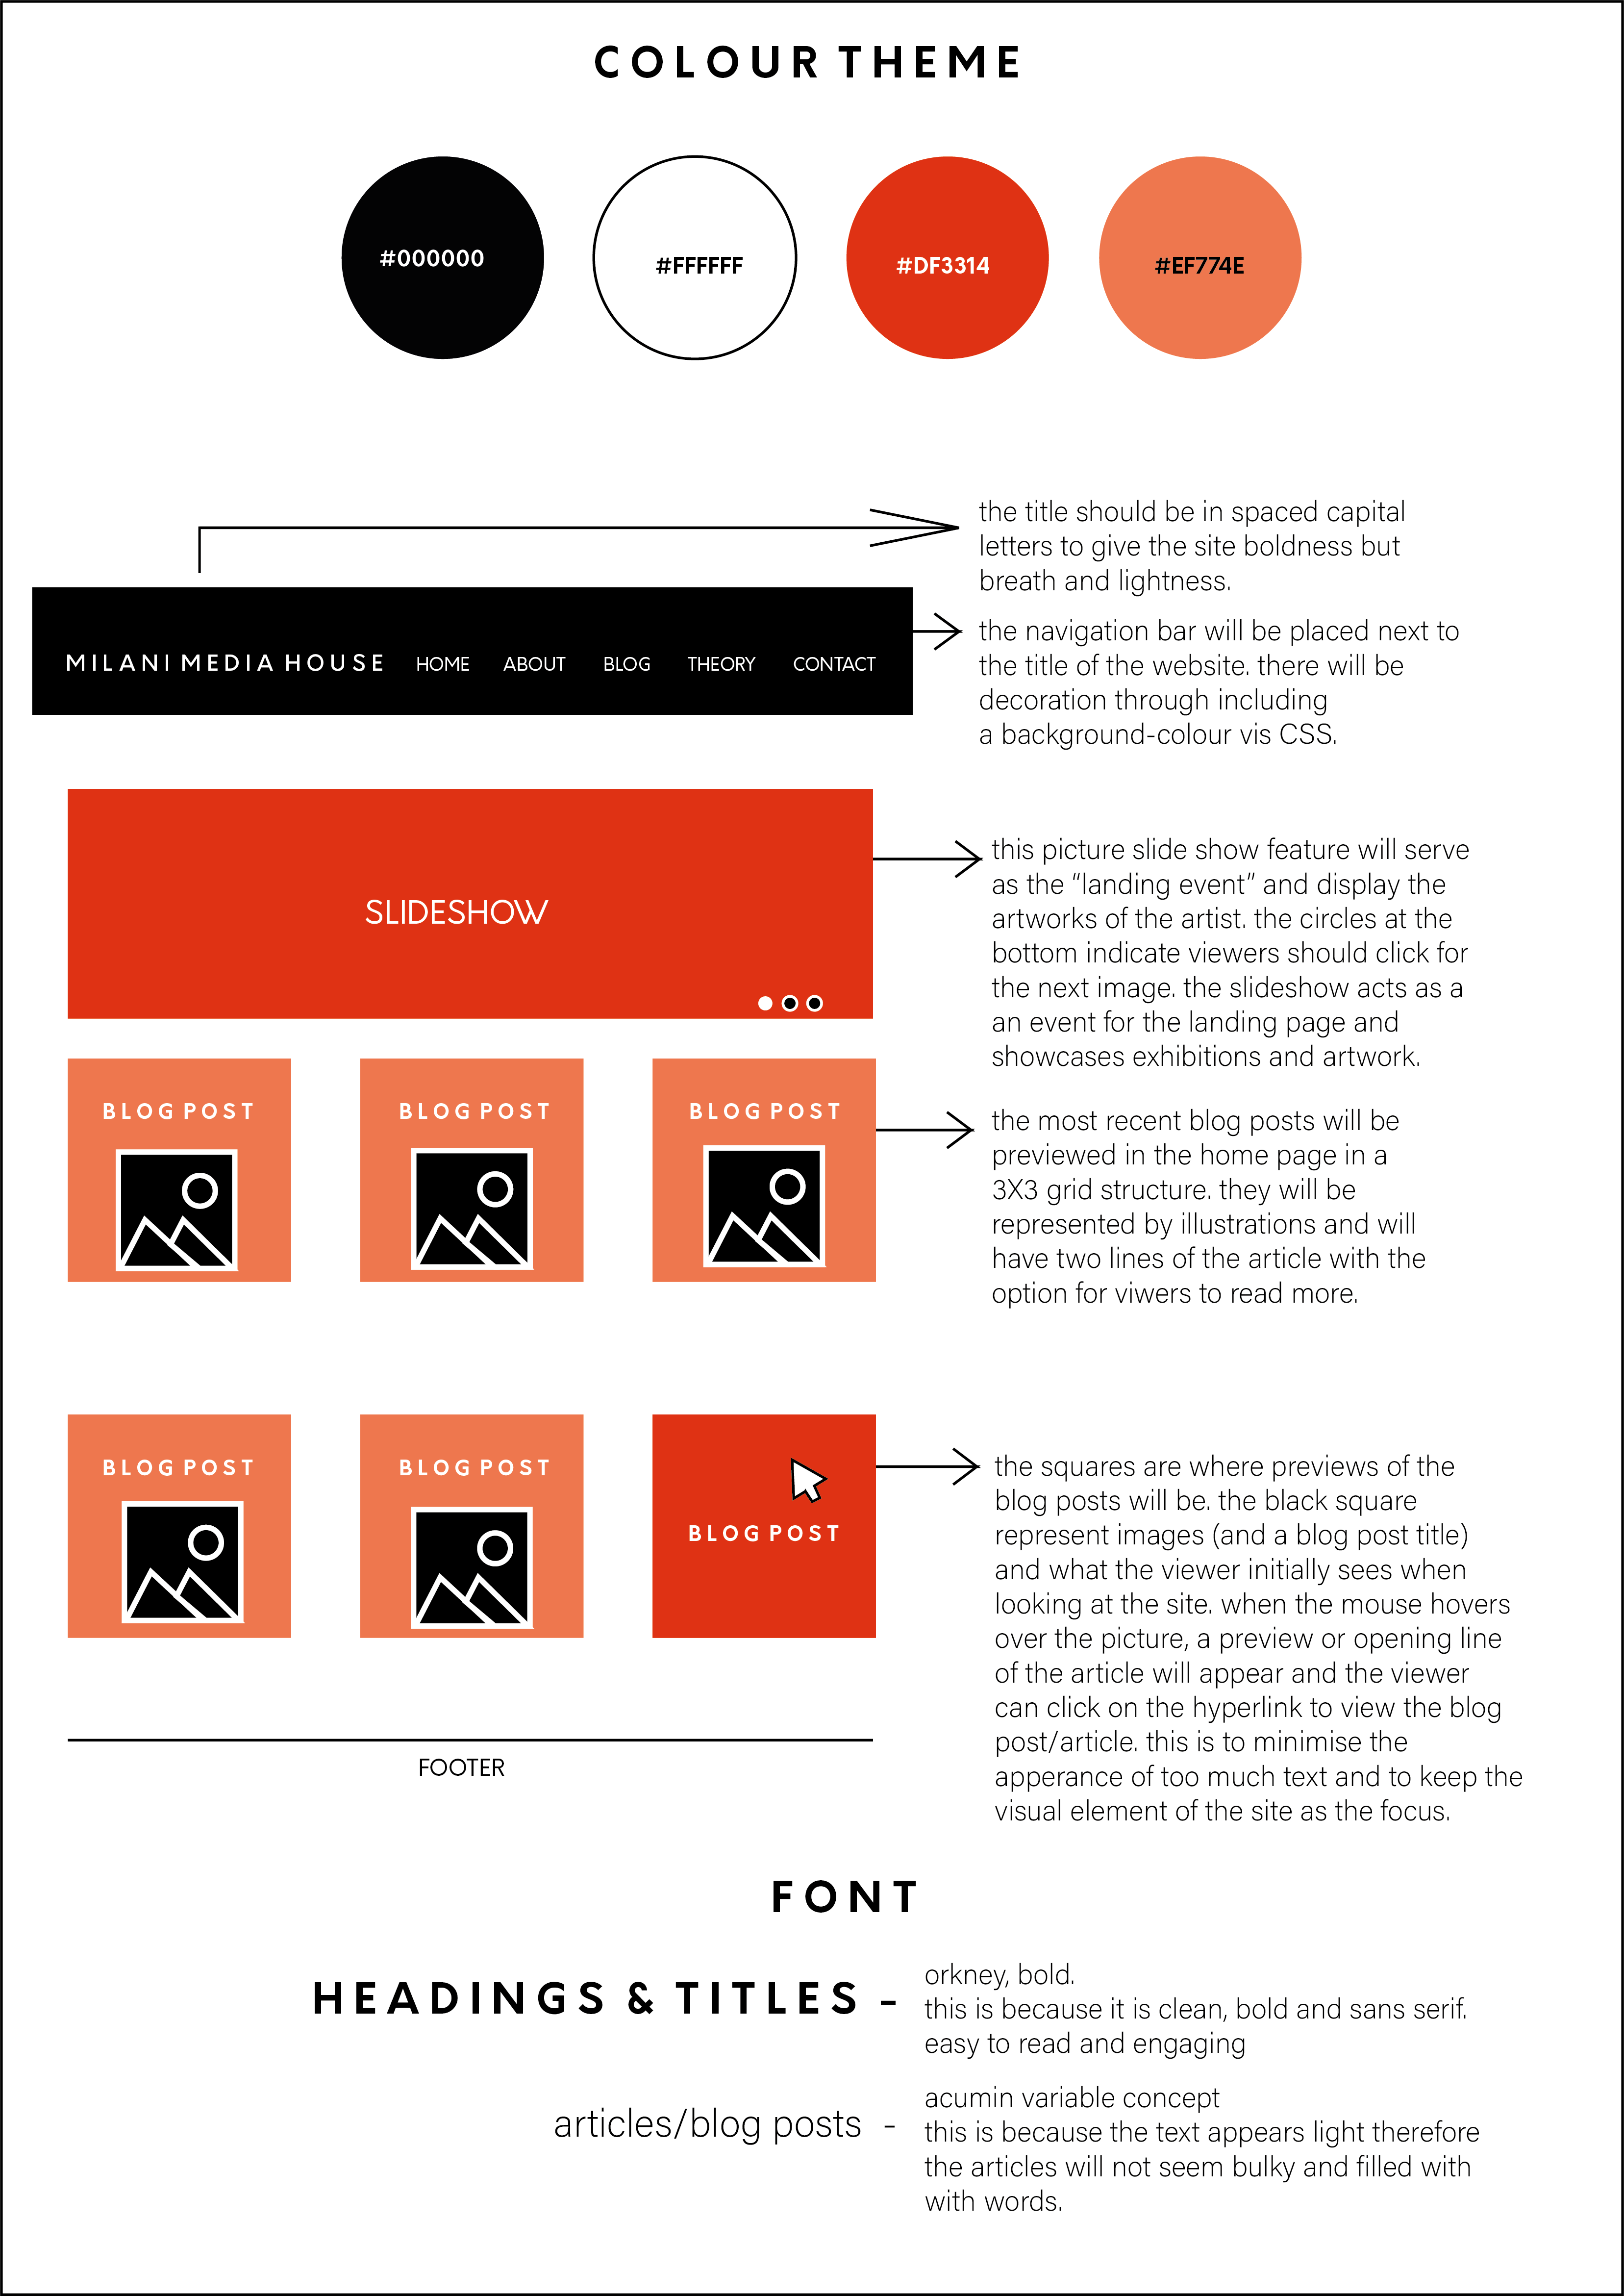 COLOUR THEME
#000000
#FFFFFF
#DF3314
#EF774E
the title should be in spaced capital
letters to give the site boldness but
breath and lightness.
MILANI MEDIA HOUSE HOME ABOUT BLOG THEORY CONTACT
the navigation bar will be placed next to
the title of the website. there will be
decoration through including
a background-colour vis CSS.
SLIDESHOW
this picture slide show feature will serve
as the “landing event” and display the
artworks of the artist. the circles at the
bottom indicate viewers should click for
the next image. the slideshow acts as a
an event for the landing page and
showcases exhibitions and artwork.
BLOG POST
BLOG POST
BLOG POST
the most recent blog posts will be
previewed in the home page in a
3X3 grid structure. they will be
represented by illustrations and will
have two lines of the article with the
option for viwers to read more.
BLOG POST
BLOG POST
BLOG POST
the squares are where previews of the
blog posts will be. the black square
represent images (and a blog post title)
and what the viewer initially sees when
looking at the site. when the mouse hovers
over the picture, a preview or opening line
of the article will appear and the viewer
can click on the hyperlink to view the blog
post/article. this is to minimise the
apperance of too much text and to keep the
visual element of the site as the focus.
FOOTER
FONT
HEADINGS & TITLES -
orkney, bold.
this is because it is clean, bold and sans serif.
easy to read and engaging
articles/blog posts -
acumin variable concept
this is because the text appears light therefore
the articles will not seem bulky and filled with
with words.